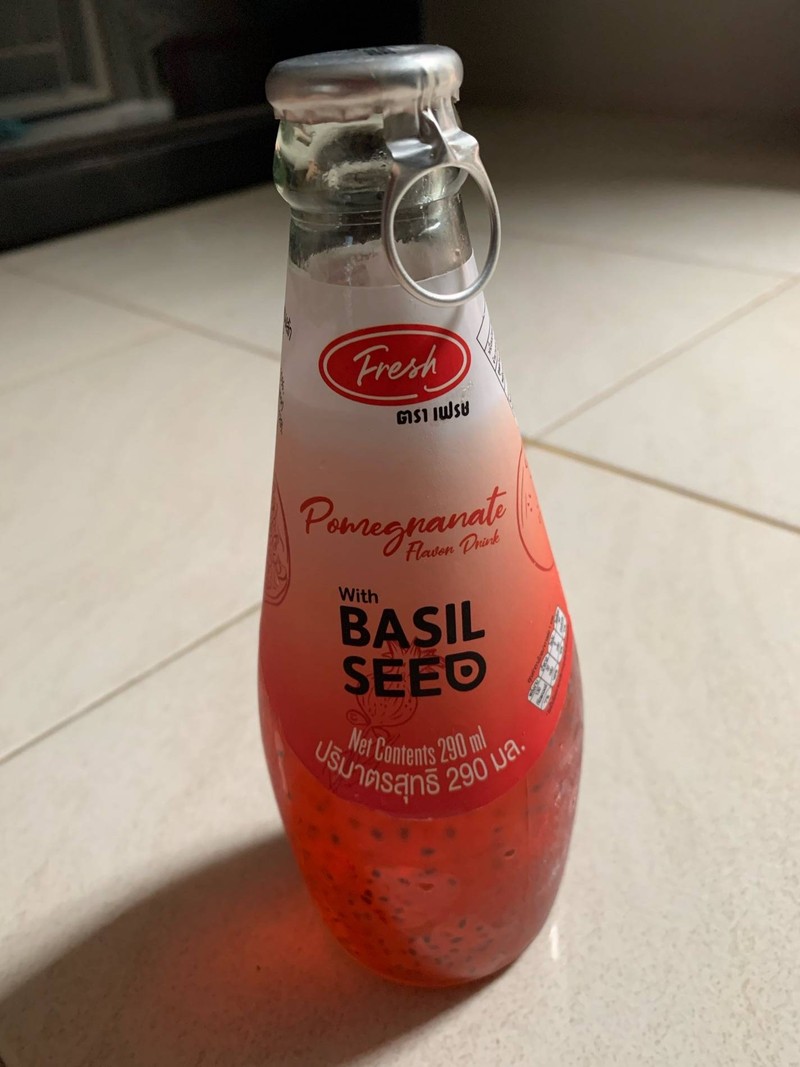 Fresh
ตรา เฟรช
Pomegranate
Flavor Drink
With
BASIL
SEED
Net Contents 290 ml
ปริมาตรสุทธิ 290 มล.